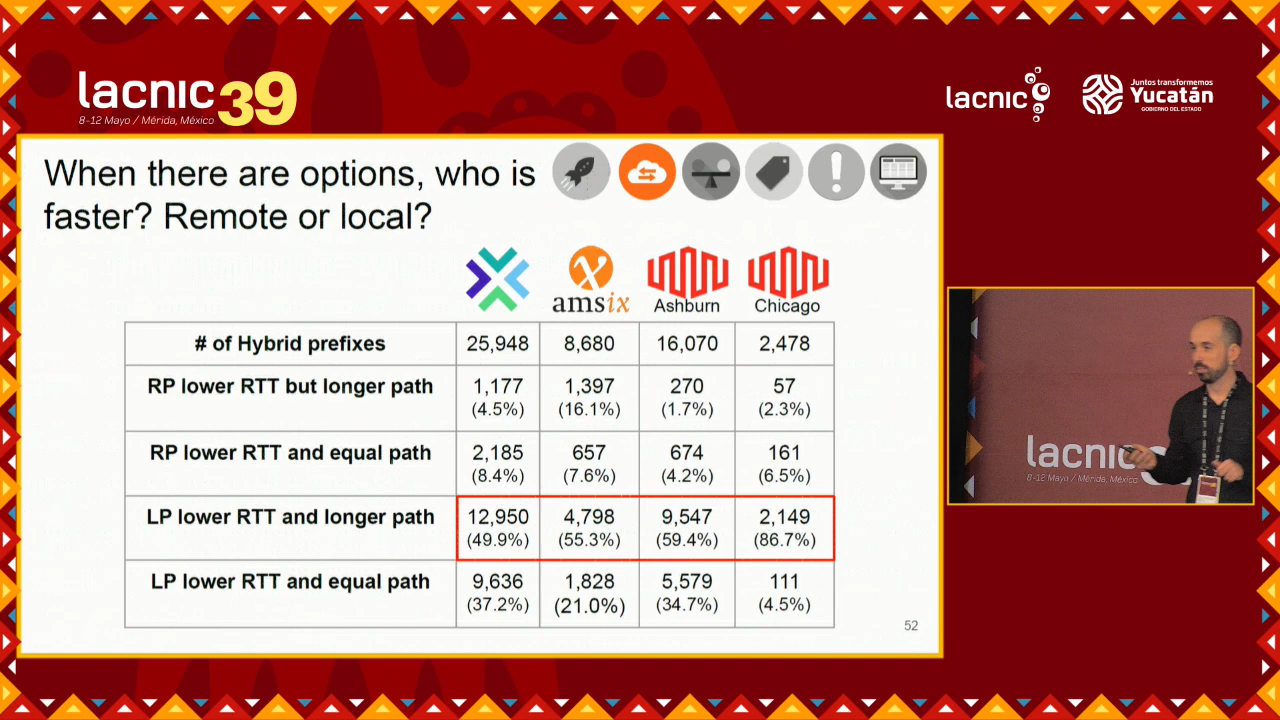 lacnic 39
8-12 Mayo / Mérida, México
lacnic
Juntos transformemos
Yucatán
GOBIERNO DEL ESTADO
When there are options, who is
faster? Remote or local?
amsix
Ashburn
Chicago
# of Hybrid prefixes 25,948 8,680 16,070 2,478
RP lower RTT but longer path 1,177 1,397 270 57
(4.5%) (16.1%) (1.7%) (2.3%)
RP lower RTT and equal path 2,185 657 674 161
(8.4%) (7.6%) (4.2%) (6.5%)
LP lower RTT and longer path 12,950 4,798 9,547 2,149
(49.9%) (55.3%) (59.4%) (86.7%)
LP lower RTT and equal path 9,636 1,828 5,579 111
(37.2%) (21.0%) (34.7%) (4.5%)
52
lacnic
8-12 Mayo / Mérida, México